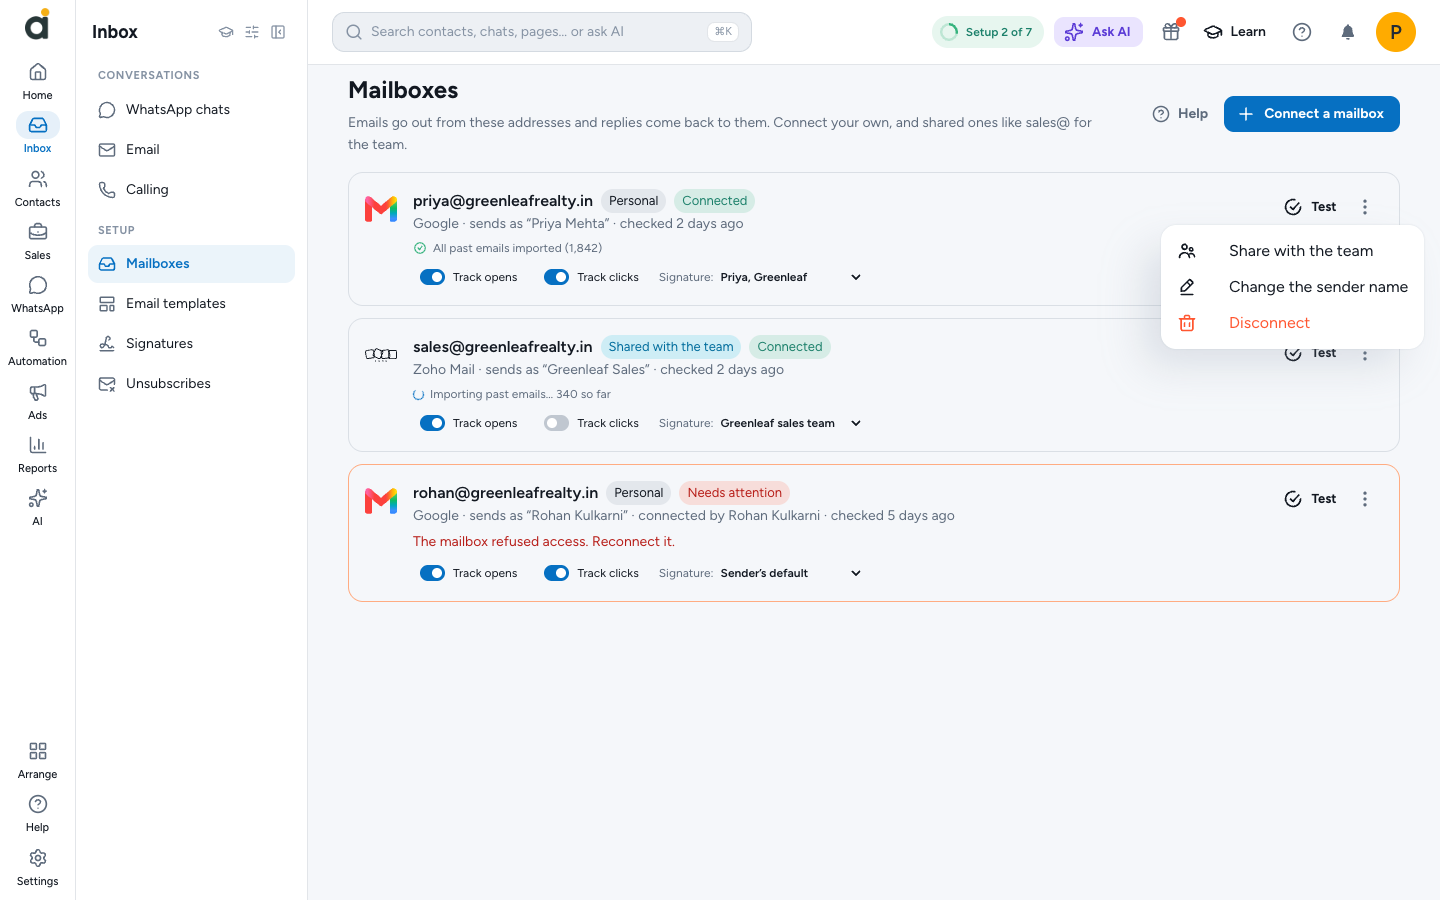 Home
Inbox
Contacts
Sales
WhatsApp
Automation
Ads
Reports
AI
Arrange
Help
Settings
Inbox
CONVERSATIONS
WhatsApp chats
Email
Calling
SETUP
Mailboxes
Email templates
Signatures
Unsubscribes
Search contacts, chats, pages... or ask AI
⌘K
Setup 2 of 7
Ask AI
Learn
P
Mailboxes
Emails go out from these addresses and replies come back to them. Connect your own, and shared ones like sales@ for
the team.
Help
Connect a mailbox
priya@greenleafrealty.in Personal Connected
Google · sends as “Priya Mehta” · checked 2 days ago
All past emails imported (1,842)
Track opens Track clicks Signature: Priya, Greenleaf
Test
Share with the team
Change the sender name
Disconnect
sales@greenleafrealty.in Shared with the team Connected
Zoho Mail · sends as “Greenleaf Sales” · checked 2 days ago
Importing past emails... 340 so far
Track opens Track clicks Signature: Greenleaf sales team
Test
rohan@greenleafrealty.in Personal Needs attention
Google · sends as “Rohan Kulkarni” · connected by Rohan Kulkarni · checked 5 days ago
The mailbox refused access. Reconnect it.
Track opens Track clicks Signature: Sender’s default
Test